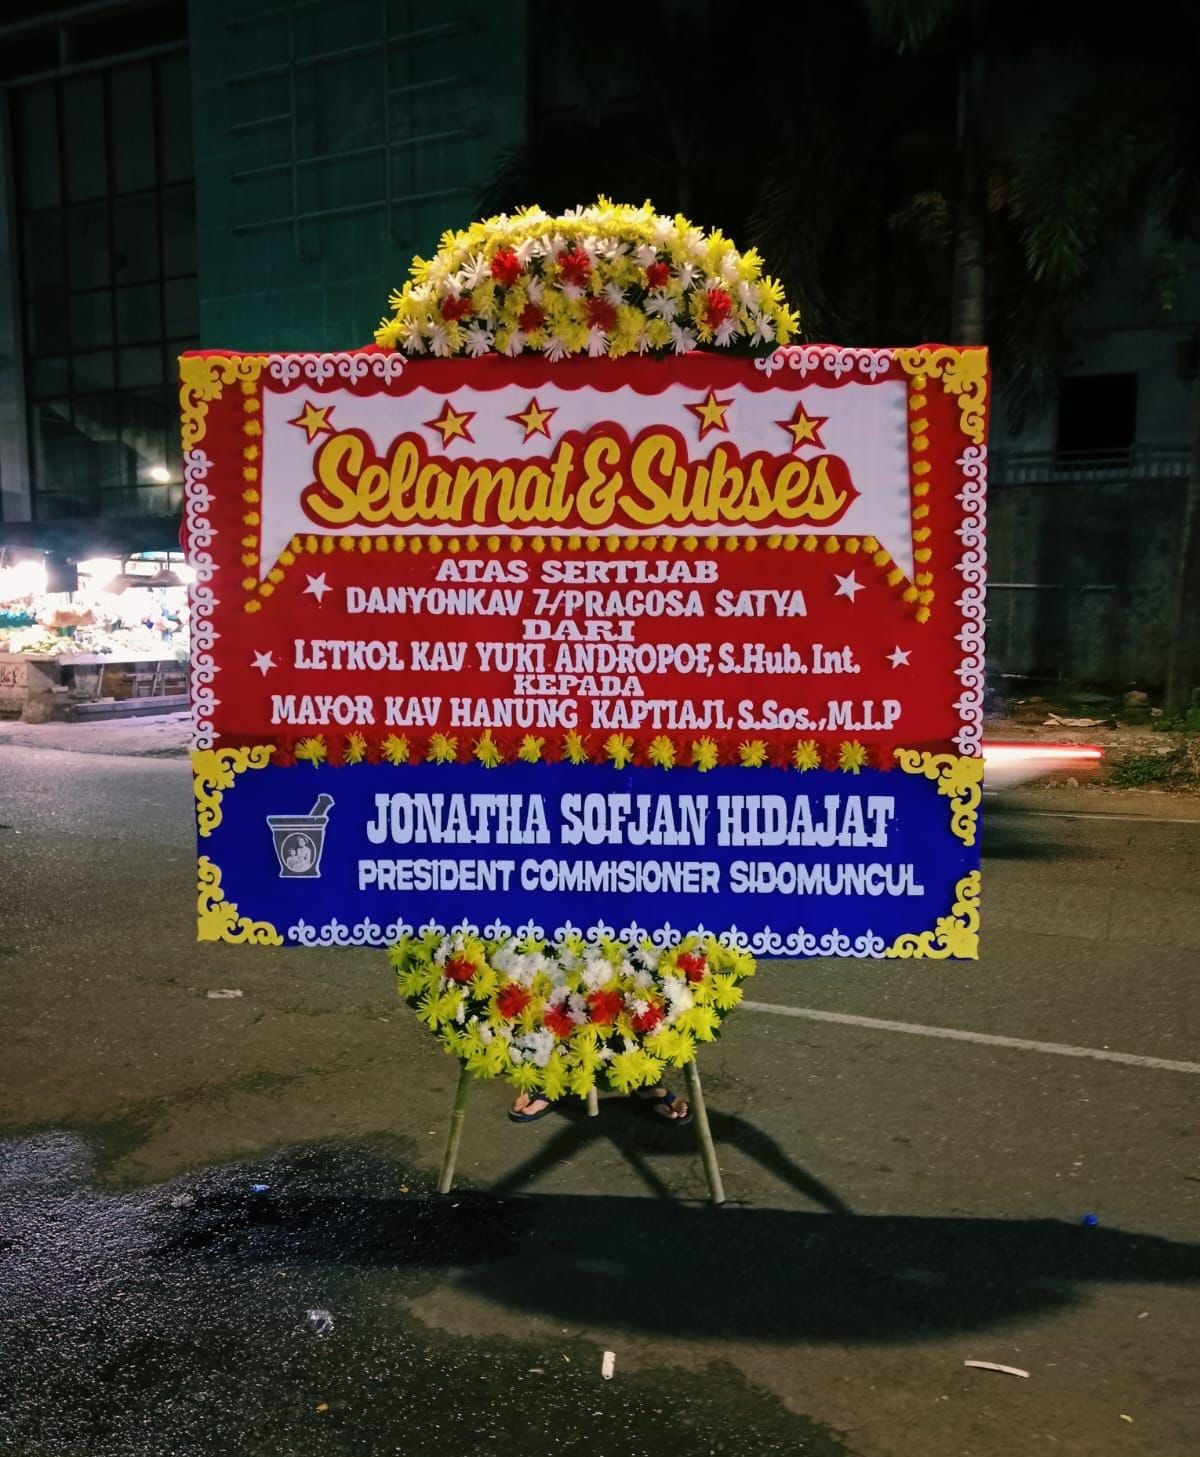 Selamat & Sukses
ATAS SERTIJAB
DANYONKAV 7/PRAGOSA SATYA
DARI
LETKOL KAV YUKI ANDROPOF, S.Hub. Int.
KEPADA
MAYOR KAV HANUNG KAPTIAJI, S.Sos., M.I.P
JONATHA SOFJAN HIDAJAT
PRESIDENT COMMISIONER SIDOMUNCUL